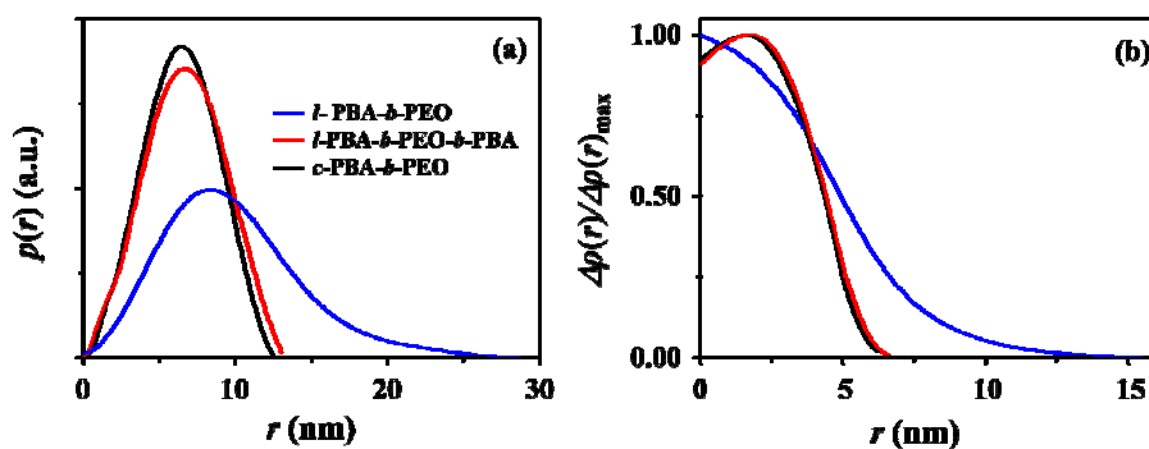 (a)
l- PBA-b-PEO
l-PBA-b-PEO-b-PBA
c-PBA-b-PEO
p(r) (a.u.)
0 10 20 30
r (nm)
(b)
1.00
0.50
0.00
Δρ(r)/Δρ(r)max
0 5 10 15
r (nm)